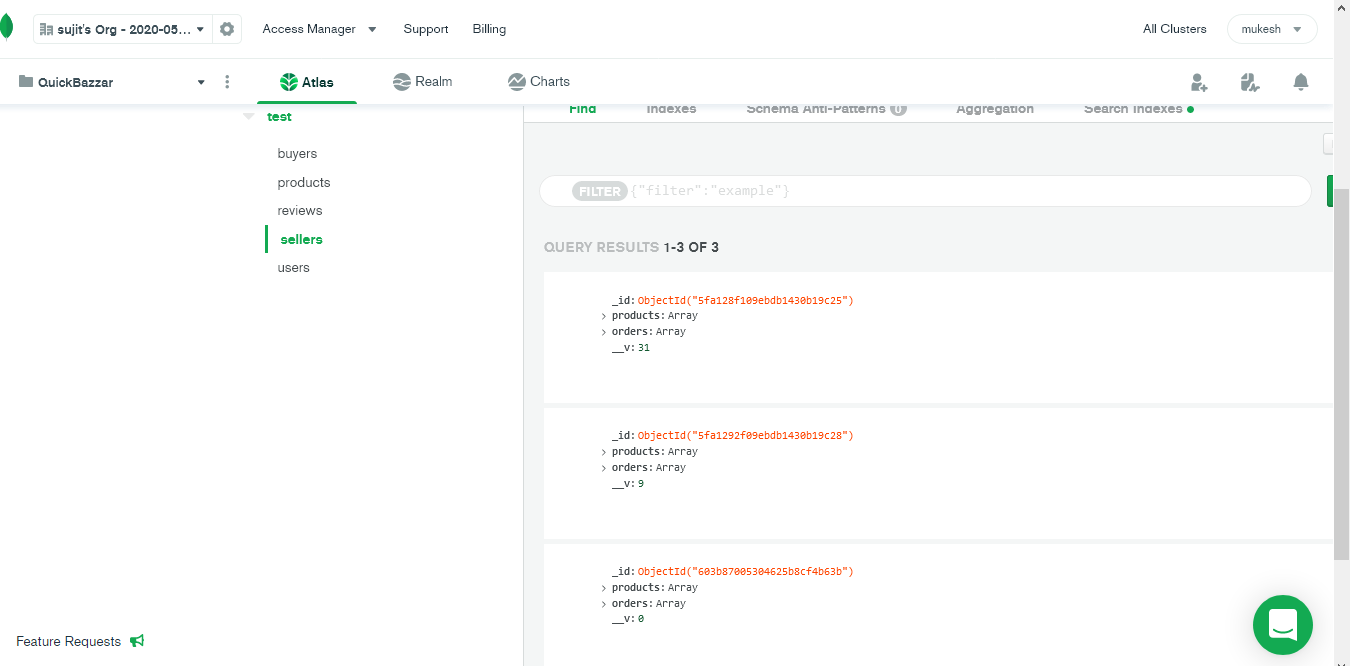 sujit's Org - 2020-05...
Access Manager
Support
Billing
All Clusters
mukesh
QuickBazzar
Atlas
Realm
Charts
test
buyers
products
reviews
sellers
users
Feature Requests
Find
Indexes
Schema Anti-Patterns 0
Aggregation
Search Indexes
FILTER {"filter":"example"}
QUERY RESULTS 1-3 OF 3
_id: ObjectId("5fa128f109ebdb1430b19c25")
products: Array
orders: Array
__v: 31
_id: ObjectId("5fa1292f09ebdb1430b19c28")
products: Array
orders: Array
__v: 9
_id: ObjectId("603b87005304625b8cf4b63b")
products: Array
orders: Array
__v: 0